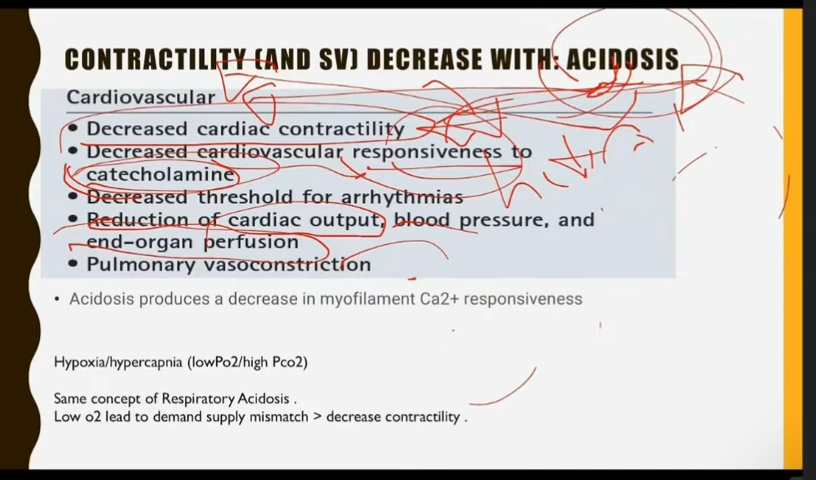 CONTRACTILITY (AND SV) DECREASE WITH: ACIDOSIS
Cardiovascular
• Decreased cardiac contractility
• Decreased cardiovascular responsiveness to
catecholamine
• Decreased threshold for arrhythmias
• Reduction of cardiac output, blood pressure, and
end-organ perfusion
• Pulmonary vasoconstriction
• Acidosis produces a decrease in myofilament Ca2+ responsiveness
Hypoxia/hypercapnia (lowPo2/high Pco2)
Same concept of Respiratory Acidosis .
Low o2 lead to demand supply mismatch > decrease contractility .